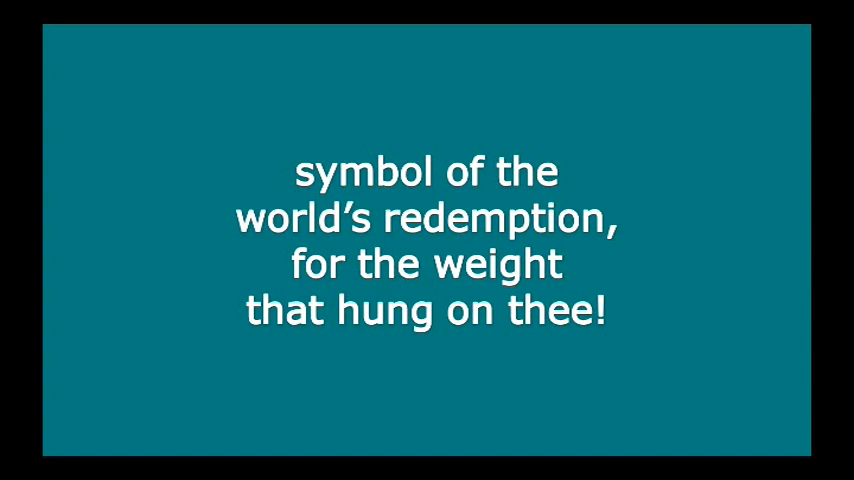 symbol of the
world’s redemption,
for the weight
that hung on thee!